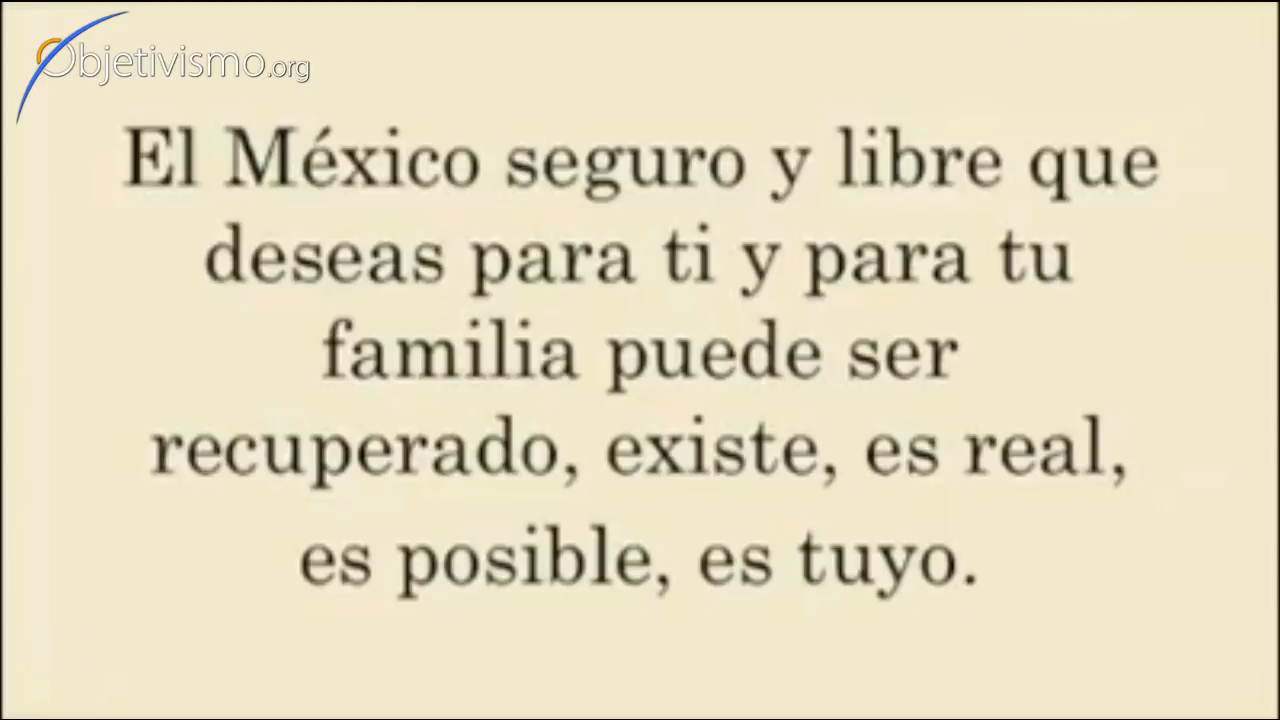 Objetivismo.org
El México seguro y libre que
deseas para ti y para tu
familia puede ser
recuperado, existe, es real,
es posible, es tuyo.